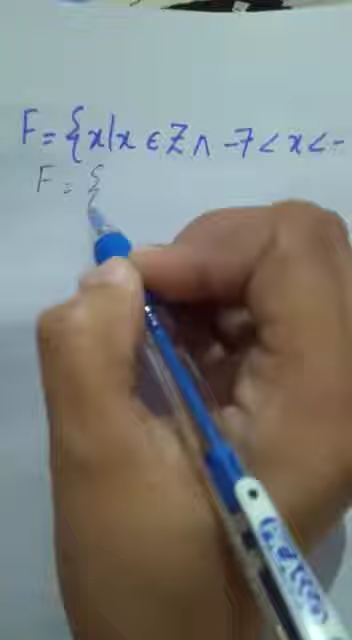 F = {x|x ∈ Z ∧ -7 < x < -
F = {